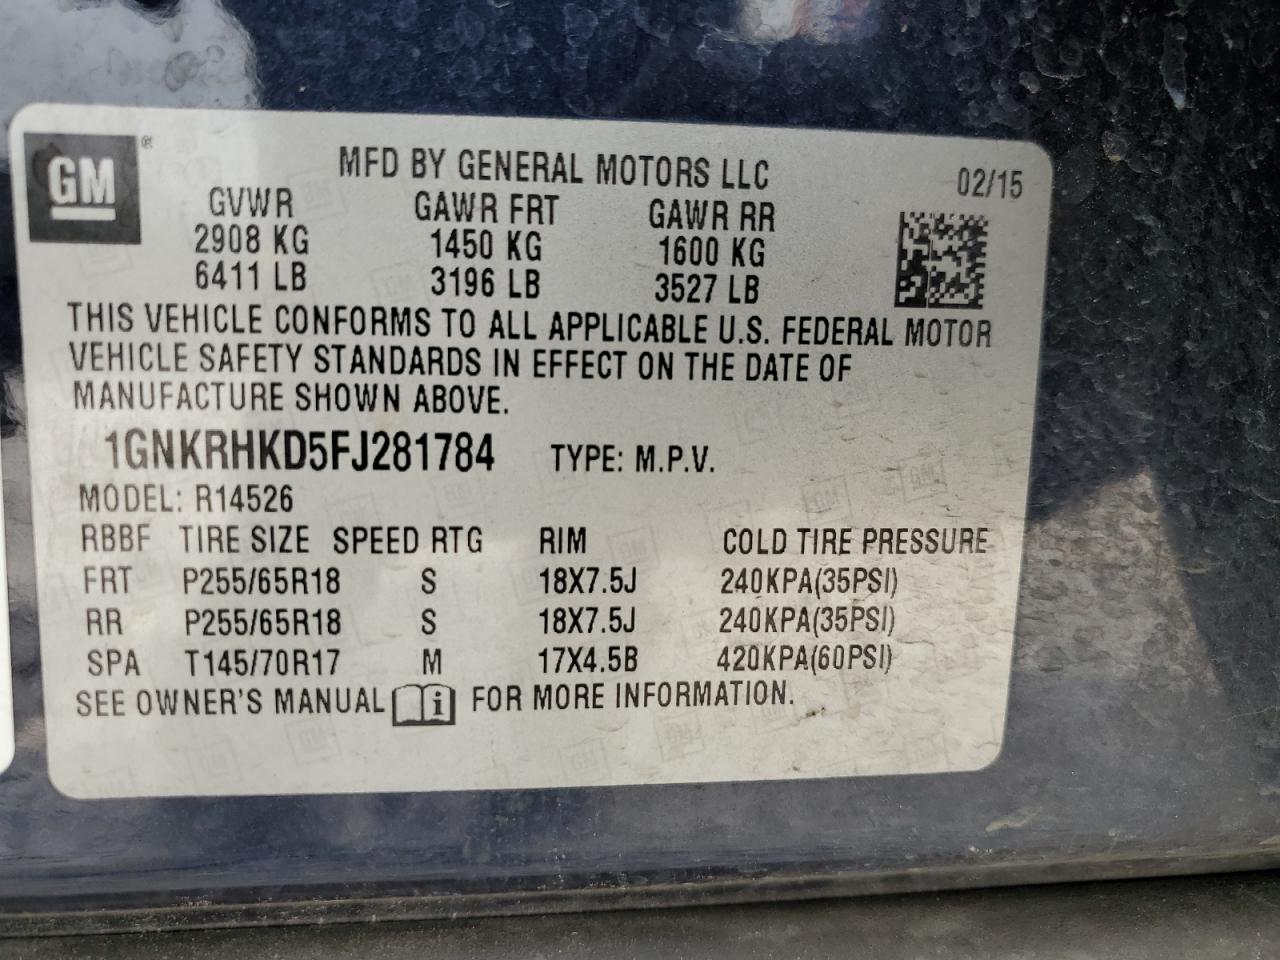 GM ®
MFD BY GENERAL MOTORS LLC 02/15
GVWR GAWR FRT GAWR RR
2908 KG 1450 KG 1600 KG
6411 LB 3196 LB 3527 LB
THIS VEHICLE CONFORMS TO ALL APPLICABLE U.S. FEDERAL MOTOR
VEHICLE SAFETY STANDARDS IN EFFECT ON THE DATE OF
MANUFACTURE SHOWN ABOVE.
1GNKRHKD5FJ281784 TYPE: M.P.V.
MODEL: R14526
RBBF TIRE SIZE SPEED RTG RIM COLD TIRE PRESSURE
FRT P255/65R18 S 18X7.5J 240KPA(35PSI)
RR P255/65R18 S 18X7.5J 240KPA(35PSI)
SPA T145/70R17 M 17X4.5B 420KPA(60PSI)
SEE OWNER'S MANUAL i FOR MORE INFORMATION.